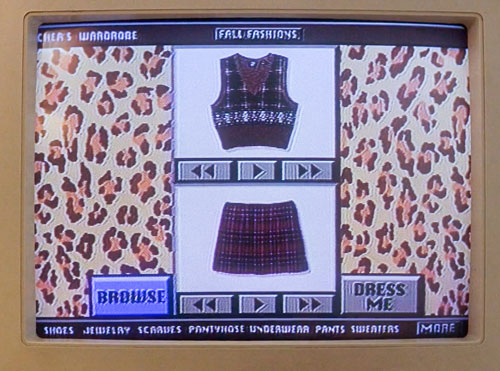 CHER'S WARDROBE
FALL FASHIONS
BROWSE
DRESS
ME
SHOES JEWELRY SCARVES PANTYHOSE UNDERWEAR PANTS SWEATERS
MORE